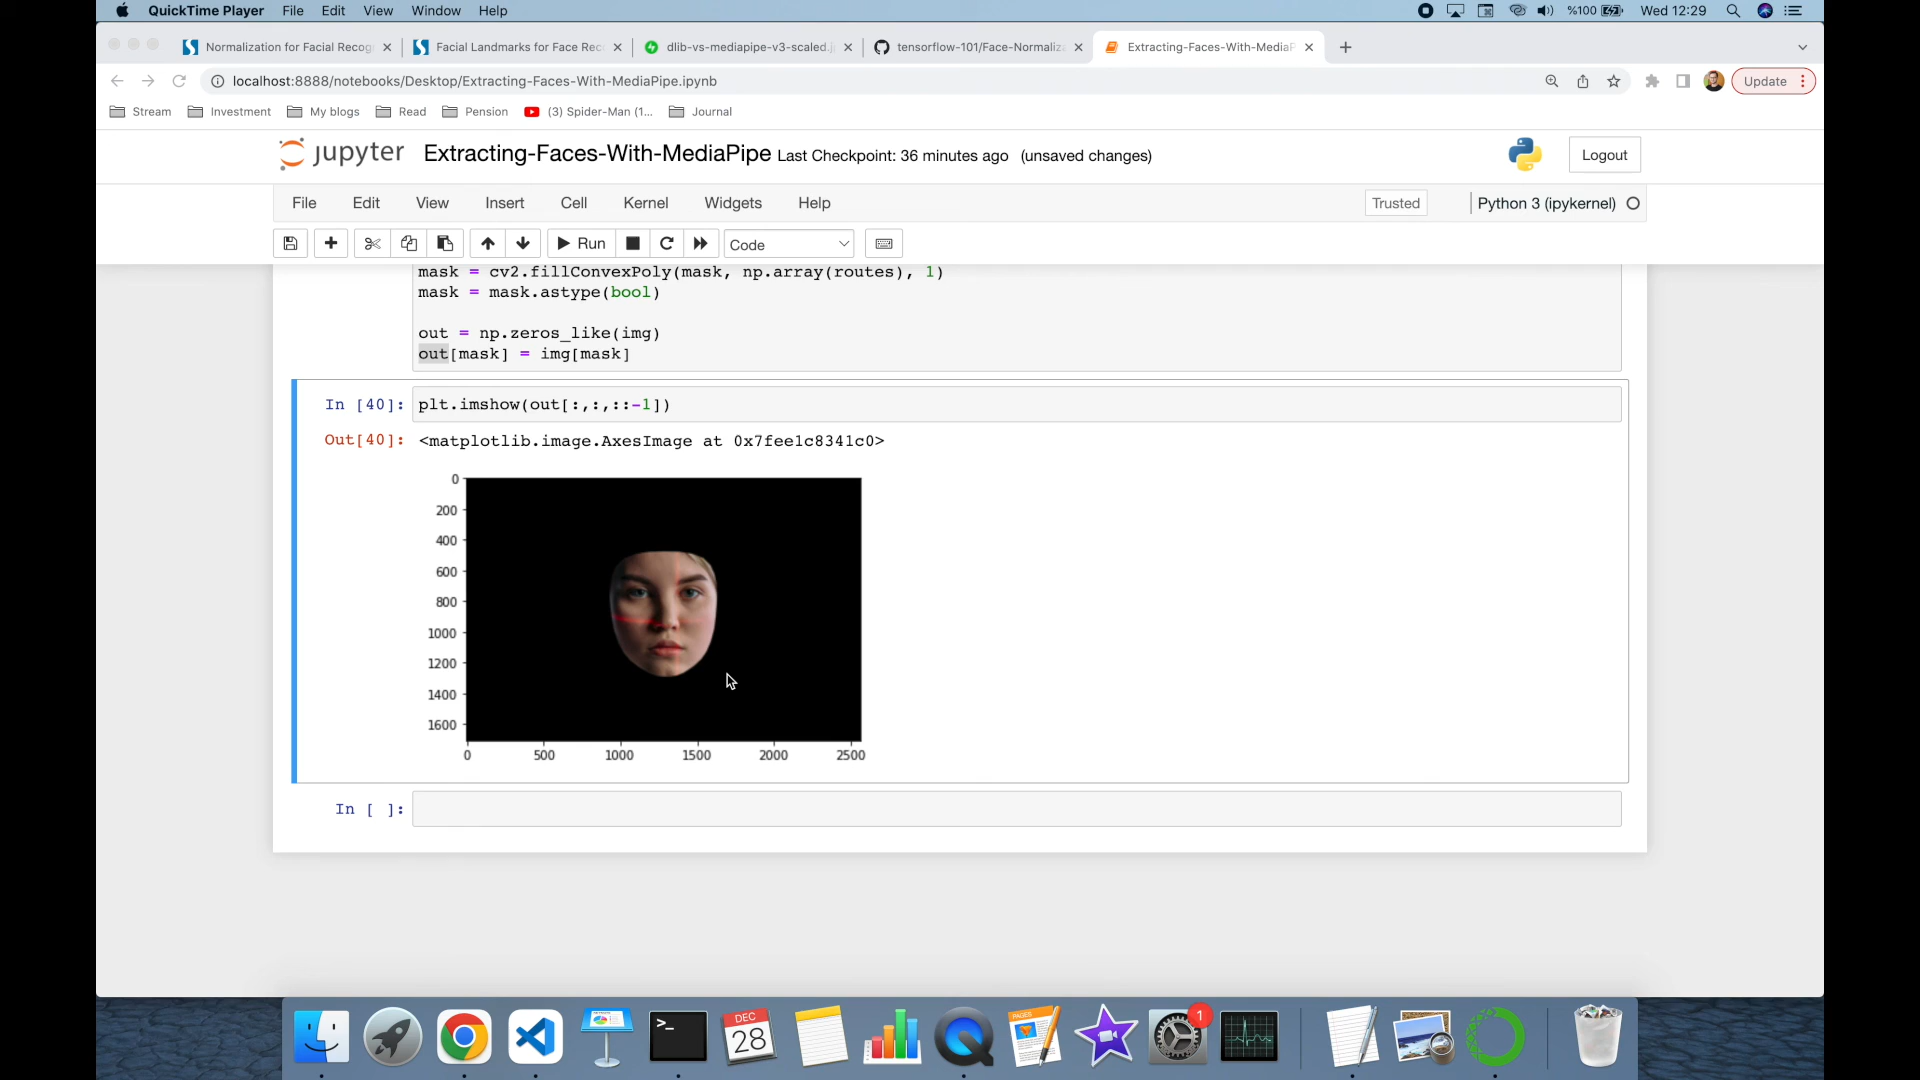 QuickTime Player File Edit View Window Help %100 Wed 12:29
Normalization for Facial Recog Facial Landmarks for Face Rec dlib-vs-mediapipe-v3-scaled.j tensorflow-101/Face-Normaliz Extracting-Faces-With-MediaP
localhost:8888/notebooks/Desktop/Extracting-Faces-With-MediaPipe.ipynb Update
Stream Investment My blogs Read Pension (3) Spider-Man (1... Journal
jupyter Extracting-Faces-With-MediaPipe Last Checkpoint: 36 minutes ago (unsaved changes) Logout
File Edit View Insert Cell Kernel Widgets Help Trusted Python 3 (ipykernel)
Run Code
mask = cv2.fillConvexPoly(mask, np.array(routes), 1)
mask = mask.astype(bool)
out = np.zeros_like(img)
out[mask] = img[mask]
In [40]: plt.imshow(out[:,:,::-1])
Out[40]: <matplotlib.image.AxesImage at 0x7fee1c8341c0>
0
200
400
600
800
1000
1200
1400
1600
0 500 1000 1500 2000 2500
In [ ]:
DEC 1
28
PAGES